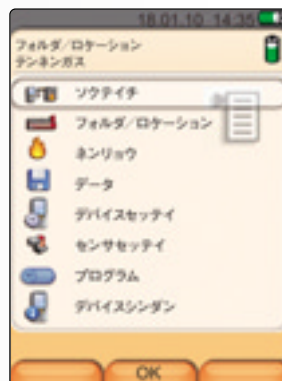 18.01.10 14:35
フォルダ/ロケーション
テンネンガス
ソクテイチ
フォルダ/ロケーション
ネンリョウ
データ
デバイスセッテイ
センサセッテイ
プログラム
デバイスシンダン
OK